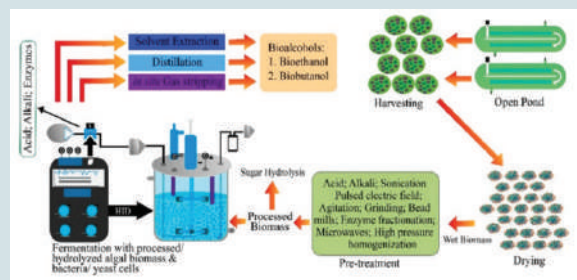 Acid; Alkali; Enzymes
Solvent Extraction
Distillation
In situ Gas stripping
Bioalcohols:
1. Bioethanol
2. Biobutanol
Harvesting
Open Pond
Sugar Hydrolysis
Processed
Biomass
Acid; Alkali; Sonication
Pulsed electric field;
Agitation; Grinding; Bead
mills; Enzyme fractionation;
Microwaves; High pressure
homogenization
Pre-treatment
Wet Biomass
Drying
Fermentation with processed/
hydrolyzed algal biomass &
bacteria/ yeast cells